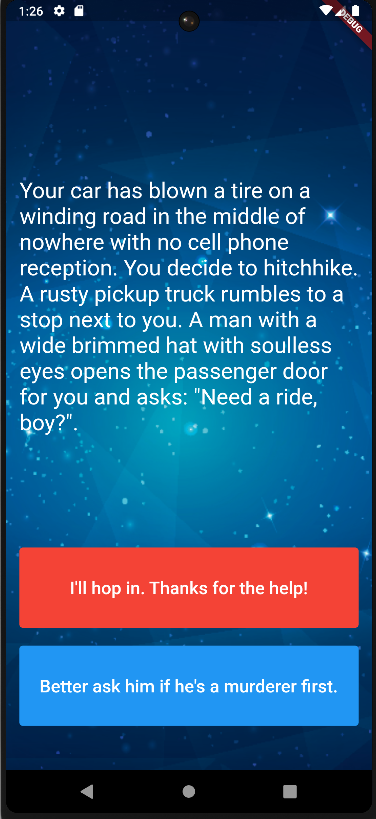 1:26
DEBUG
Your car has blown a tire on a
winding road in the middle of
nowhere with no cell phone
reception. You decide to hitchhike.
A rusty pickup truck rumbles to a
stop next to you. A man with a
wide brimmed hat with soulless
eyes opens the passenger door
for you and asks: "Need a ride,
boy?".
I'll hop in. Thanks for the help!
Better ask him if he's a murderer first.